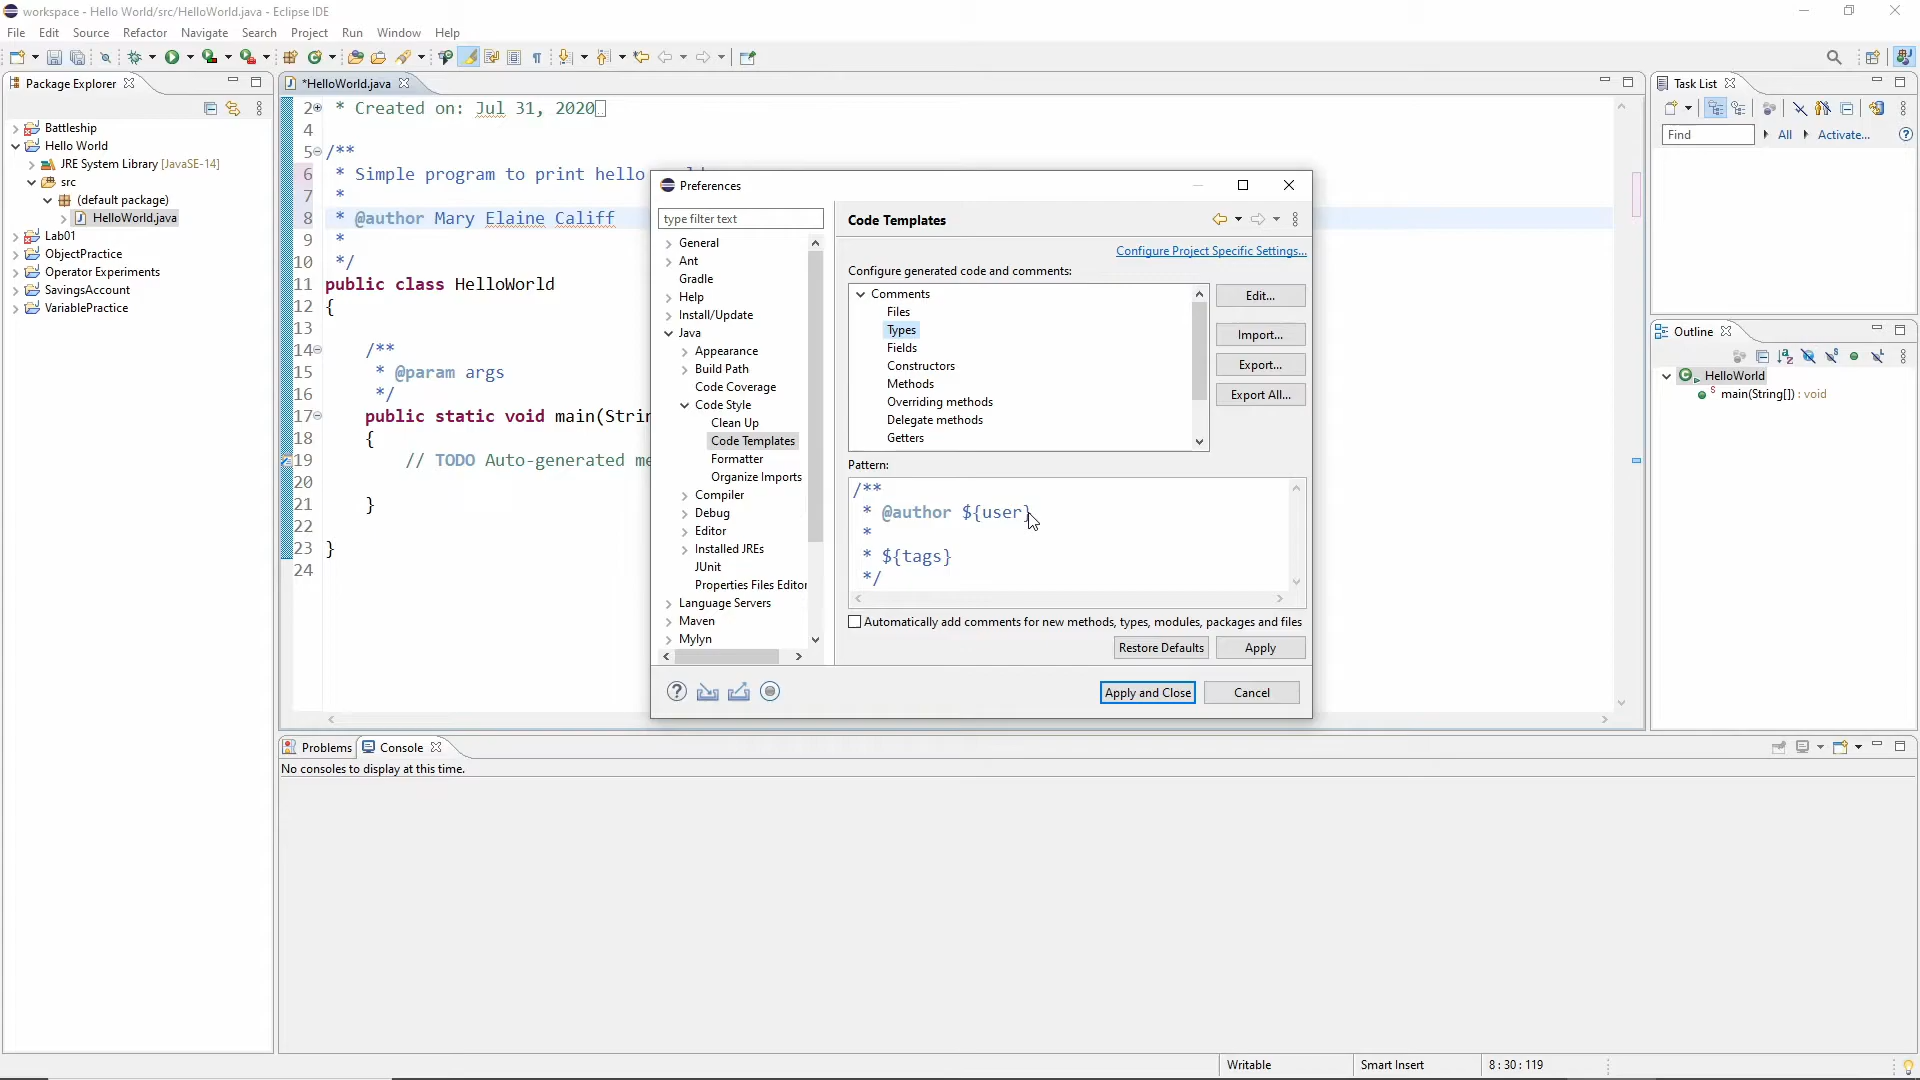 workspace - Hello World/src/HelloWorld.java - Eclipse IDE
File Edit Source Refactor Navigate Search Project Run Window Help
Package Explorer
Battleship
Hello World
JRE System Library [JavaSE-14]
src
(default package)
HelloWorld.java
Lab01
ObjectPractice
Operator Experiments
SavingsAccount
VariablePractice
*HelloWorld.java
2 * Created on: Jul 31, 2020
4
5 /**
6 * Simple program to print hello
7 *
8 * @author Mary Elaine Califf
9 *
10 */
11 public class HelloWorld
12 {
13
14 /**
15 * @param args
16 */
17 public static void main(Strin
18 {
19 // TODO Auto-generated me
20
21 }
22
23 }
24
Preferences
type filter text
General
Ant
Gradle
Help
Install/Update
Java
Appearance
Build Path
Code Coverage
Code Style
Clean Up
Code Templates
Formatter
Organize Imports
Compiler
Debug
Editor
Installed JREs
JUnit
Properties Files Editor
Language Servers
Maven
Mylyn
Code Templates
Configure Project Specific Settings...
Configure generated code and comments:
Comments
Files
Types
Fields
Constructors
Methods
Overriding methods
Delegate methods
Getters
Edit...
Import...
Export...
Export All...
Pattern:
/**
* @author ${user}
*
* ${tags}
*/
Automatically add comments for new methods, types, modules, packages and files
Restore Defaults Apply
Apply and Close Cancel
Task List
Find All Activate...
Outline
HelloWorld
main(String[]) : void
Problems Console
No consoles to display at this time.
Writable Smart Insert 8 : 30 : 119